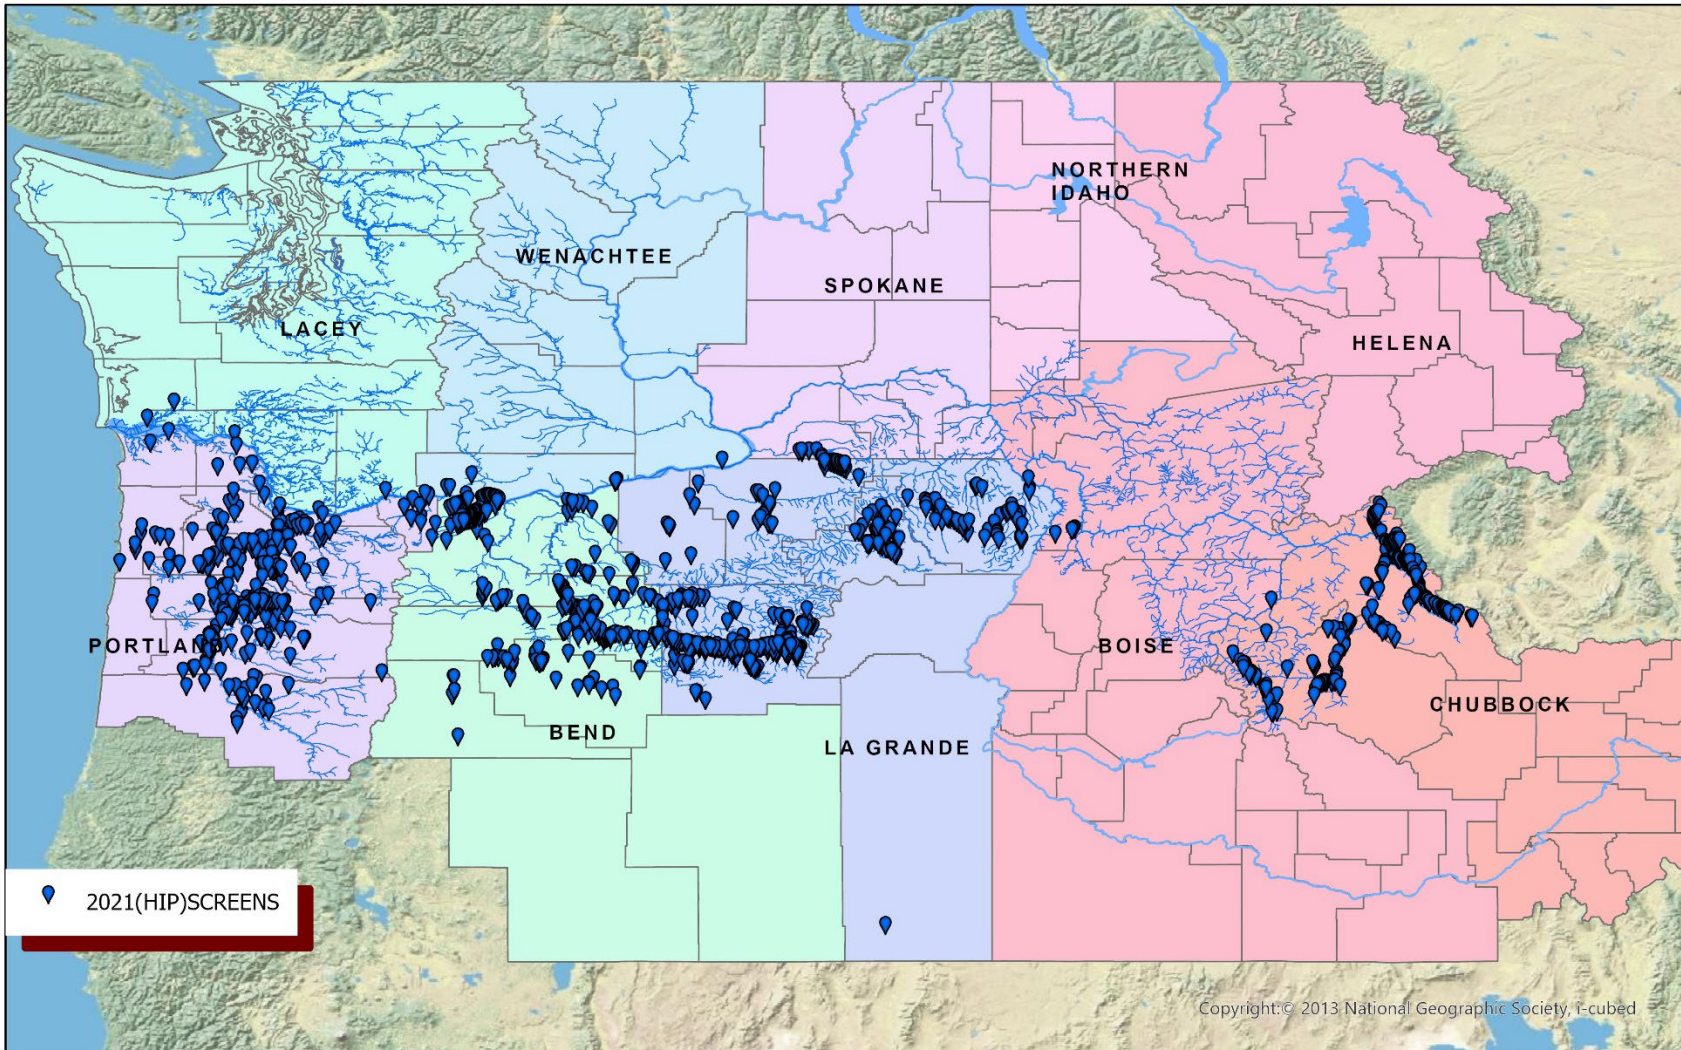 NORTHERN
IDAHO
WENACHTEE
SPOKANE
LACEY
HELENA
PORTLAND
BOISE
CHUBBOCK
BEND
LA GRANDE
2021(HIP)SCREENS
Copyright:© 2013 National Geographic Society, i-cubed